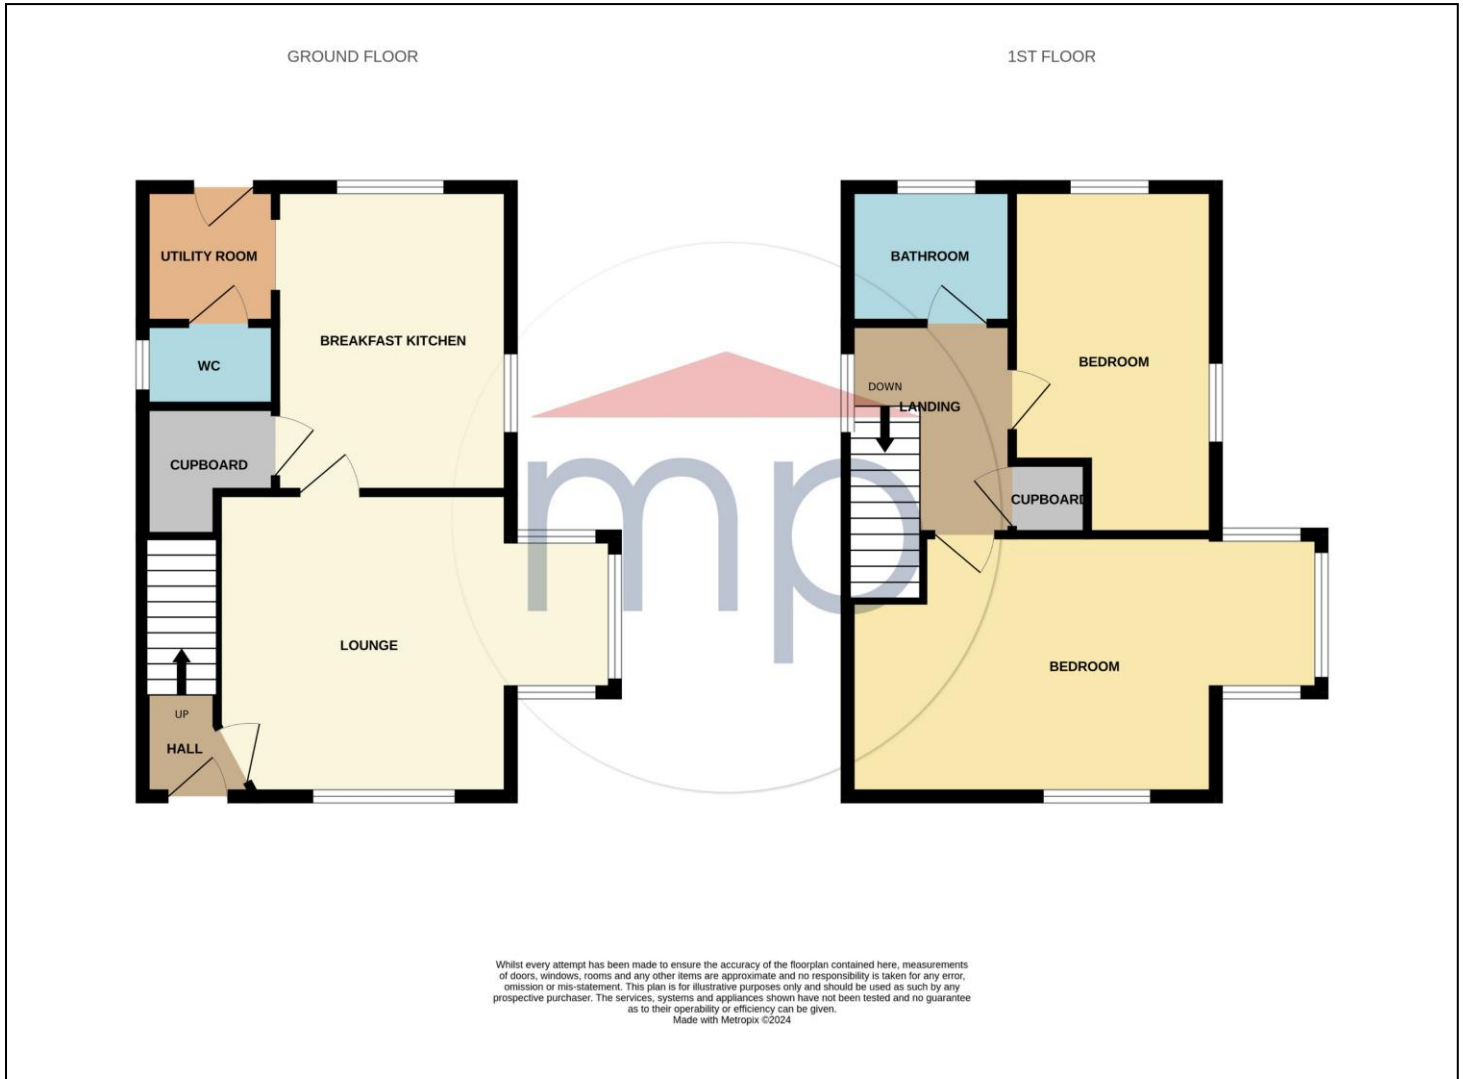 GROUND FLOOR
1ST FLOOR
UTILITY ROOM
BREAKFAST KITCHEN
WC
CUPBOARD
LOUNGE
UP
HALL
BATHROOM
BEDROOM
DOWN
LANDING
CUPBOARD
BEDROOM
mp
Whilst every attempt has been made to ensure the accuracy of the floorplan contained here, measurements
of doors, windows, rooms and any other items are approximate and no responsibility is taken for any error,
omission or mis-statement. This plan is for illustrative purposes only and should be used as such by any
prospective purchaser. The services, systems and appliances shown have not been tested and no guarantee
as to their operability or efficiency can be given.
Made with Metropix ©2024